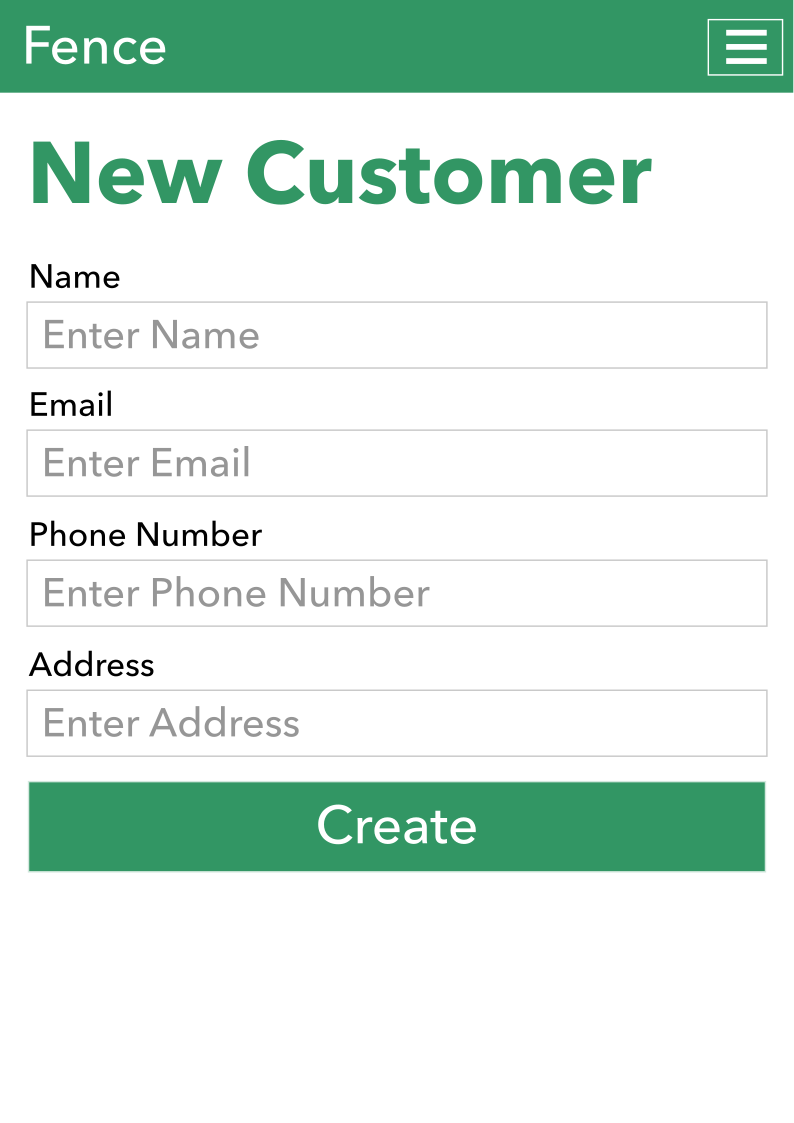 Fence
New Customer
Name
Enter Name
Email
Enter Email
Phone Number
Enter Phone Number
Address
Enter Address
Create